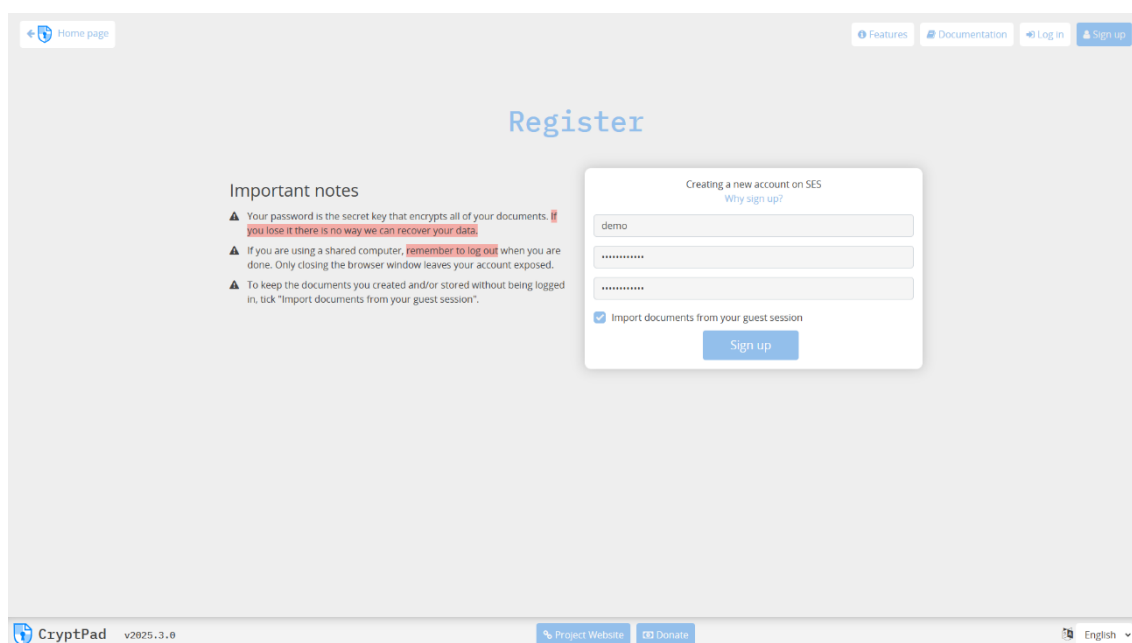 Home page
Features
Documentation
Log in
Sign up
Register
Important notes
Your password is the secret key that encrypts all of your documents. If
you lose it there is no way we can recover your data.
If you are using a shared computer, remember to log out when you are
done. Only closing the browser window leaves your account exposed.
To keep the documents you created and/or stored without being logged
in, tick "Import documents from your guest session".
Creating a new account on SES
Why sign up?
demo
••••••••••••
••••••••••••
Import documents from your guest session
Sign up
CryptPad v2025.3.0
Project Website
Donate
English